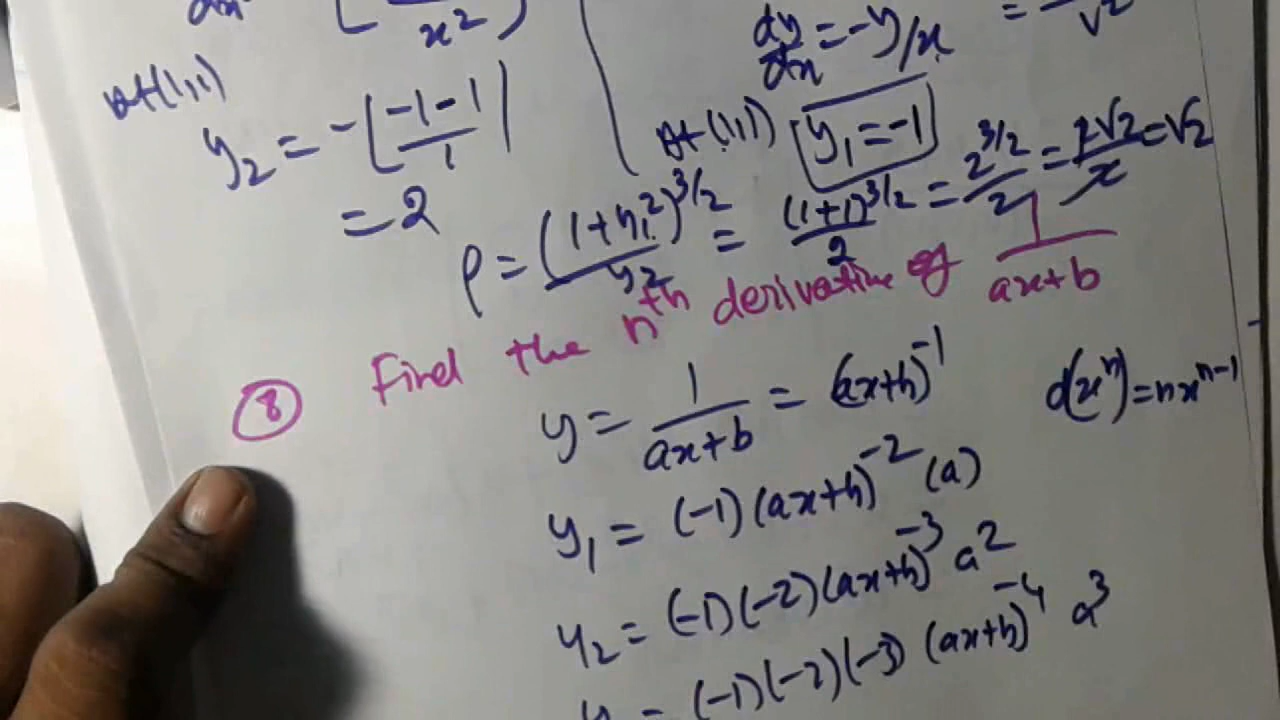 x²
dy/dx = -y/x
= /√2
At (1,1)
y₂ = -[(-1-1)/1]
= 2
At (1,1) y₁ = -1
ρ = (1+y₁²)^3/2 / y₂ = (1+1)^3/2 / 2 = 2^3/2 / 2 = 2√2/2 = √2
⑧ Find the nth derivative of 1/(ax+b)
y = 1/(ax+b) = (ax+b)⁻¹
d(xⁿ) = nxⁿ⁻¹
y₁ = (-1)(ax+b)⁻² (a)
y₂ = (-1)(-2)(ax+b)⁻³ a²
y = (-1)(-2)(-3) (ax+b)⁻⁴ a³